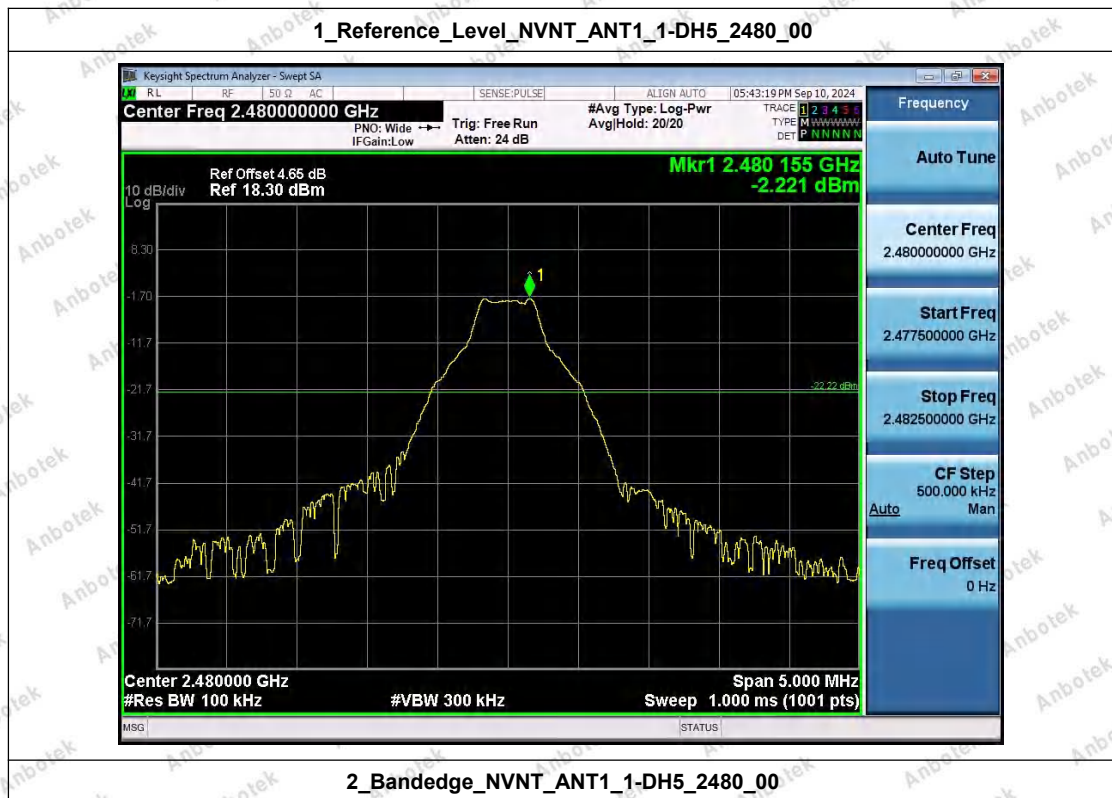 1_Reference_Level_NVNT_ANT1_1-DH5_2480_00
Keysight Spectrum Analyzer - Swept SA
LXI RL RF 50 Ω AC SENSE:PULSE ALIGN AUTO 05:43:19 PM Sep 10, 2024
Center Freq 2.480000000 GHz
PNO: Wide
IFGain:Low
Trig: Free Run
Atten: 24 dB
#Avg Type: Log-Pwr
Avg|Hold: 20/20
TRACE 1 2 3 4 5 6
TYPE M WWWWW
DET P N N N N N
Mkr1 2.480 155 GHz
-2.221 dBm
Ref Offset 4.65 dB
10 dB/div Ref 18.30 dBm
Log
8.30
-1.70
-11.7
-21.7
-31.7
-41.7
-51.7
-61.7
-71.7
1
-22.22 dBm
Center 2.480000 GHz Span 5.000 MHz
#Res BW 100 kHz #VBW 300 kHz Sweep 1.000 ms (1001 pts)
MSG STATUS
Frequency
Auto Tune
Center Freq
2.480000000 GHz
Start Freq
2.477500000 GHz
Stop Freq
2.482500000 GHz
CF Step
500.000 kHz
Auto Man
Freq Offset
0 Hz
2_Bandedge_NVNT_ANT1_1-DH5_2480_00
Anbotek